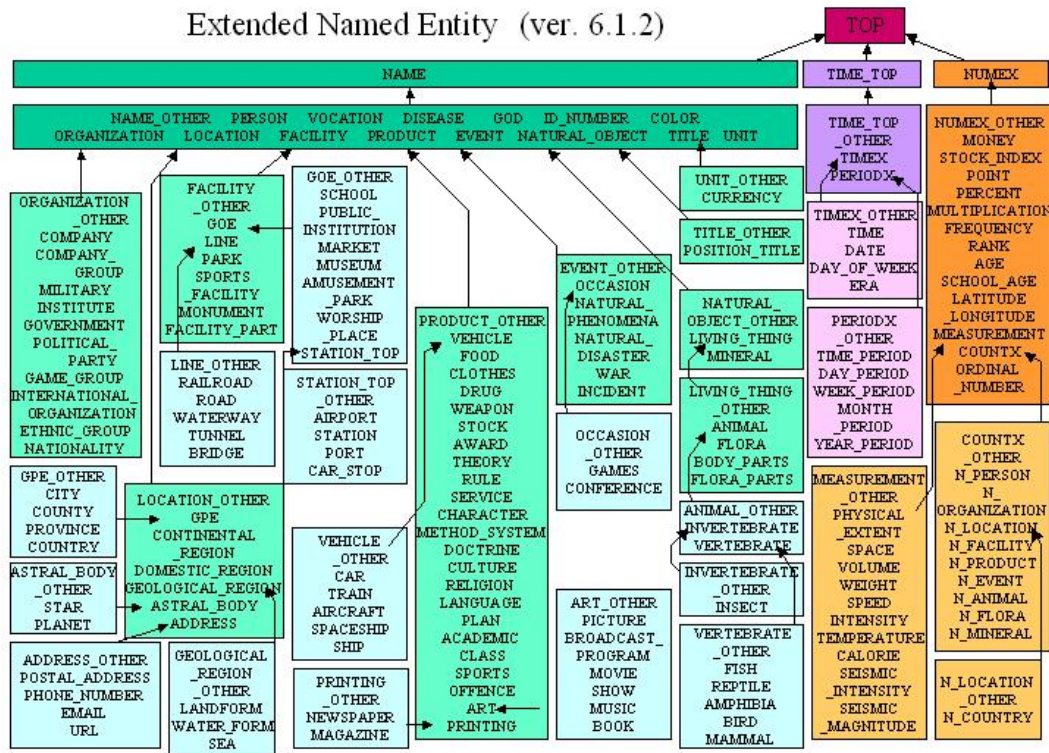 Extended Named Entity (ver. 6.1.2)
TOP
NAME
TIME_TOP
NUMEX
NAME_OTHER PERSON VOCATION DISEASE GOD ID_NUMBER COLOR
ORGANIZATION LOCATION FACILITY PRODUCT EVENT NATURAL_OBJECT TITLE UNIT
TIME_TOP
_OTHER
TIMEX
PERIODX
NUMEX_OTHER
MONEY
STOCK_INDEX
POINT
PERCENT
MULTIPLICATION
FREQUENCY
RANK
AGE
SCHOOL_AGE
LATITUDE
_LONGITUDE
MEASUREMENT
COUNTX
ORDINAL
_NUMBER
ORGANIZATION
_OTHER
COMPANY
COMPANY_
GROUP
MILITARY
INSTITUTE
GOVERNMENT
POLITICAL_
PARTY
GAME_GROUP
INTERNATIONAL_
ORGANIZATION
ETHNIC_GROUP
NATIONALITY
FACILITY
_OTHER
GOE
LINE
PARK
SPORTS
_FACILITY
MONUMENT
FACILITY_PART
GOE_OTHER
SCHOOL
PUBLIC_
INSTITUTION
MARKET
MUSEUM
AMUSEMENT
_PARK
WORSHIP
_PLACE
STATION_TOP
UNIT_OTHER
CURRENCY
TITLE_OTHER
POSITION_TITLE
TIMEX_OTHER
TIME
DATE
DAY_OF_WEEK
ERA
EVENT_OTHER
OCCASION
NATURAL_
PHENOMENA
NATURAL_
DISASTER
WAR
INCIDENT
NATURAL_
OBJECT_OTHER
LIVING_THING
MINERAL
PERIODX
_OTHER
TIME_PERIOD
DAY_PERIOD
WEEK_PERIOD
MONTH
_PERIOD
YEAR_PERIOD
LINE_OTHER
RAILROAD
ROAD
WATERWAY
TUNNEL
BRIDGE
STATION_TOP
_OTHER
AIRPORT
STATION
PORT
CAR_STOP
PRODUCT_OTHER
VEHICLE
FOOD
CLOTHES
DRUG
WEAPON
STOCK
AWARD
THEORY
RULE
SERVICE
CHARACTER
METHOD_SYSTEM
DOCTRINE
CULTURE
RELIGION
LANGUAGE
PLAN
ACADEMIC
CLASS
SPORTS
OFFENCE
ART
PRINTING
LIVING_THING
_OTHER
ANIMAL
FLORA
BODY_PARTS
FLORA_PARTS
OCCASION
_OTHER
GAMES
CONFERENCE
COUNTX
_OTHER
N_PERSON
N_
ORGANIZATION
N_LOCATION
N_FACILITY
N_PRODUCT
N_EVENT
N_ANIMAL
N_FLORA
N_MINERAL
GPE_OTHER
CITY
COUNTY
PROVINCE
COUNTRY
LOCATION_OTHER
GPE
CONTINENTAL
_REGION
DOMESTIC_REGION
GEOLOGICAL_REGION
ASTRAL_BODY
ADDRESS
MEASUREMENT
_OTHER
PHYSICAL
_EXTENT
SPACE
VOLUME
WEIGHT
SPEED
INTENSITY
TEMPERATURE
CALORIE
SEISMIC
_INTENSITY
SEISMIC
_MAGNITUDE
ANIMAL_OTHER
INVERTEBRATE
VERTEBRATE
VEHICLE
_OTHER
CAR
TRAIN
AIRCRAFT
SPACESHIP
SHIP
ASTRAL_BODY
_OTHER
STAR
PLANET
INVERTEBRATE
_OTHER
INSECT
ART_OTHER
PICTURE
BROADCAST_
PROGRAM
MOVIE
SHOW
MUSIC
BOOK
VERTEBRATE
_OTHER
FISH
REPTILE
AMPHIBIA
BIRD
MAMMAL
ADDRESS_OTHER
POSTAL_ADDRESS
PHONE_NUMBER
EMAIL
URL
GEOLOGICAL
_REGION
_OTHER
LANDFORM
WATER_FORM
SEA
PRINTING
_OTHER
NEWSPAPER
MAGAZINE
N_LOCATION
_OTHER
N_COUNTRY